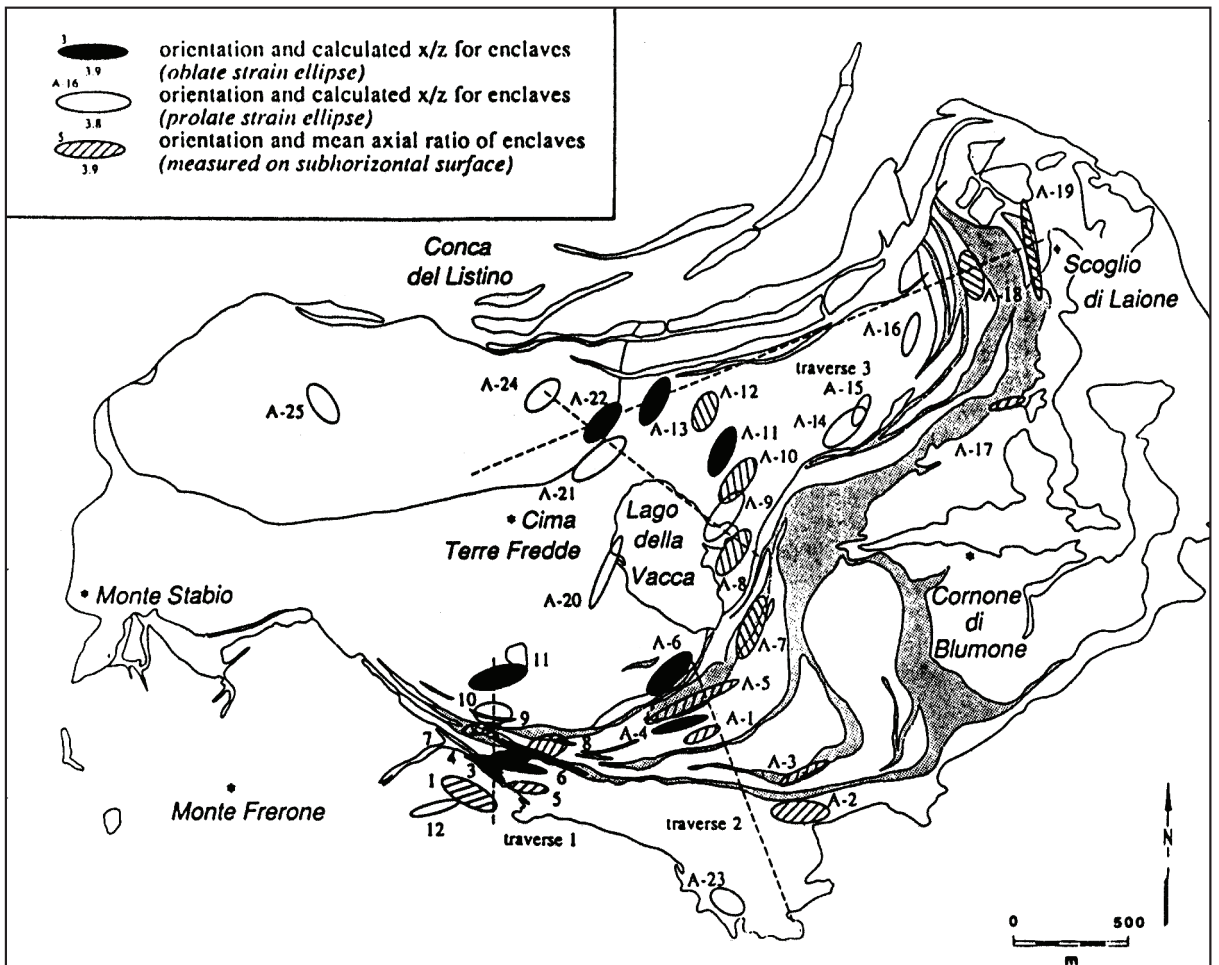 3
orientation and calculated x/z for enclaves
3.9
(oblate strain ellipse)
A-16
orientation and calculated x/z for enclaves
3.8
(prolate strain ellipse)
5
orientation and mean axial ratio of enclaves
3.9
(measured on subhorizontal surface)
Conca
del Listino
A-19
* Scoglio
di Laione
A-18
A-16
traverse 3
A-15
A-14
A-24
A-22
A-25
A-12
A-13
A-11
A-10
A-17
A-21
A-9
* Cima
Terre Fredde
Lago
della
Vacca
A-8
A-20
*
Cornone
di
Blumone
* Monte Stabio
A-7
A-6
11
A-5
10
9
A-4
A-1
7
8
4
3
6
A-3
1
5
A-2
*
Monte Frerone
12
traverse 1
traverse 2
A-23
N
0 500
m